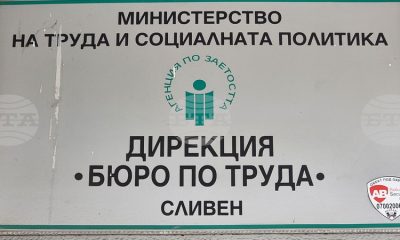 МИНИСТЕРСТВО
НА ТРУДА И СОЦИАЛНАТА ПОЛИТИКА
АГЕНЦИЯ ПО ЗАЕТОСТТА
ДИРЕКЦИЯ
•БЮРО ПО ТРУДА•
СЛИВЕН